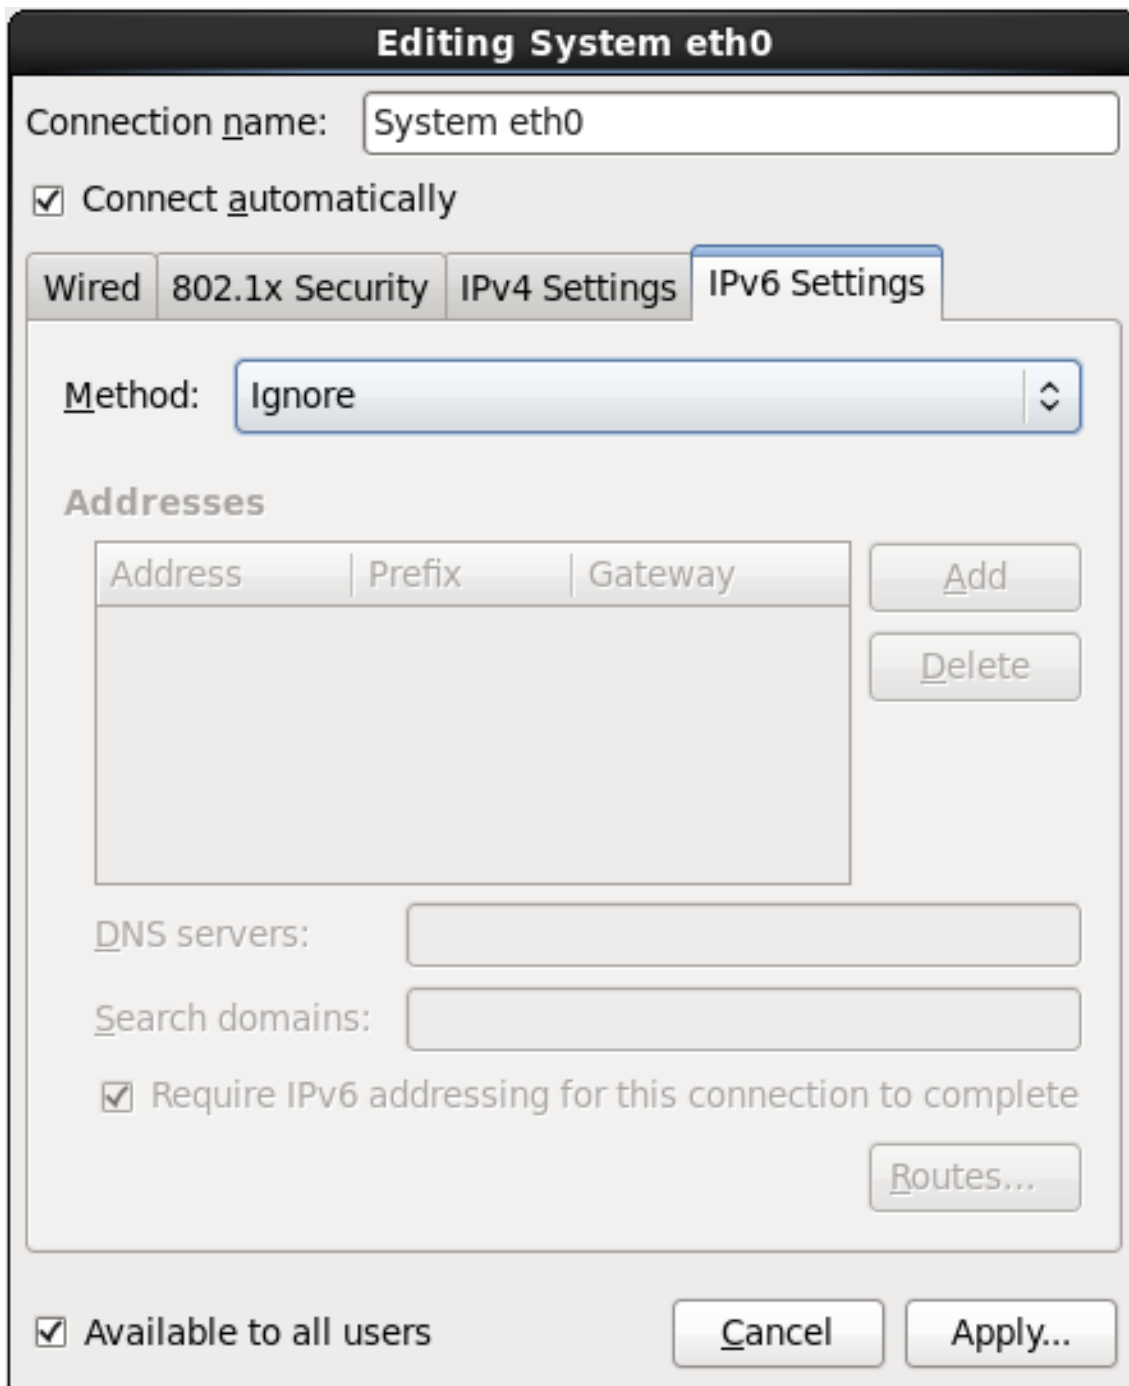 Editing System eth0
Connection name: System eth0
Connect automatically
Wired 802.1x Security IPv4 Settings IPv6 Settings
Method: Ignore
Addresses
Address Prefix Gateway Add
Delete
DNS servers:
Search domains:
Require IPv6 addressing for this connection to complete
Routes...
Available to all users Cancel Apply...